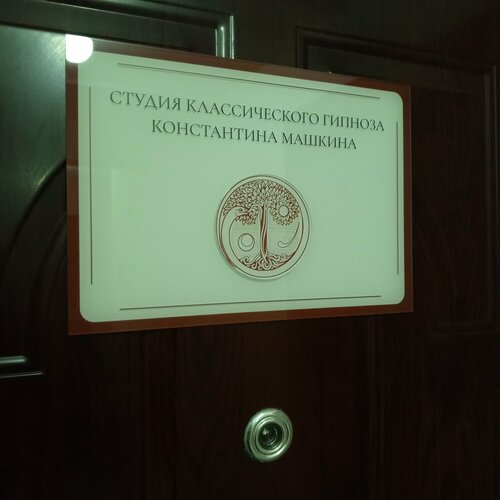 СТУДИЯ КЛАССИЧЕСКОГО ГИПНОЗА
КОНСТАНТИНА МАШКИНА